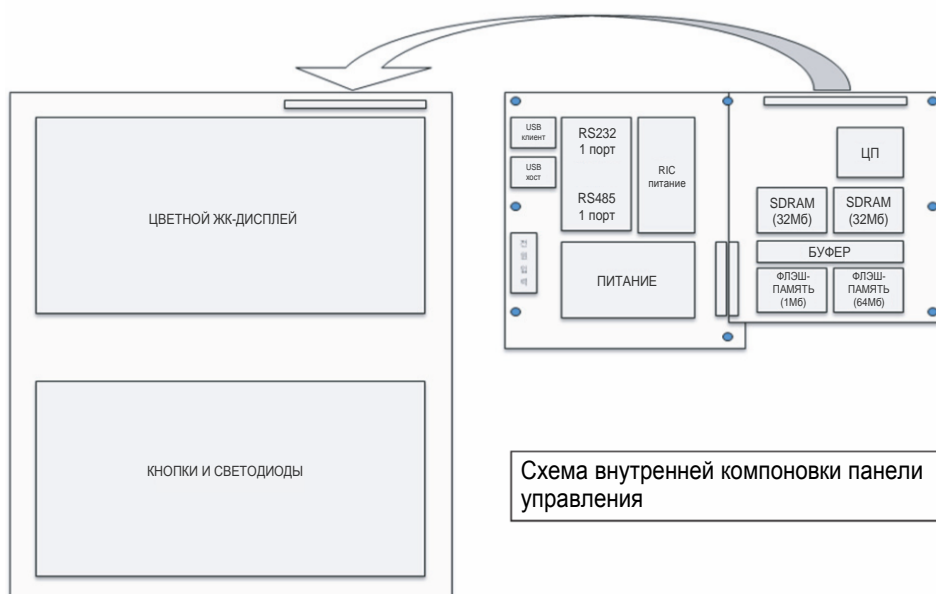 ЦВЕТНОЙ ЖК-ДИСПЛЕЙ
КНОПКИ И СВЕТОДИОДЫ
USB
клиент
USB
хост
RS232
1 порт
RS485
1 порт
RIC
питание
ПИТАНИЕ
ЦП
SDRAM
(32Мб)
SDRAM
(32Мб)
БУФЕР
ФЛЭШ-
ПАМЯТЬ
(1Мб)
ФЛЭШ-
ПАМЯТЬ
(64Мб)
Схема внутренней компоновки панели
управления